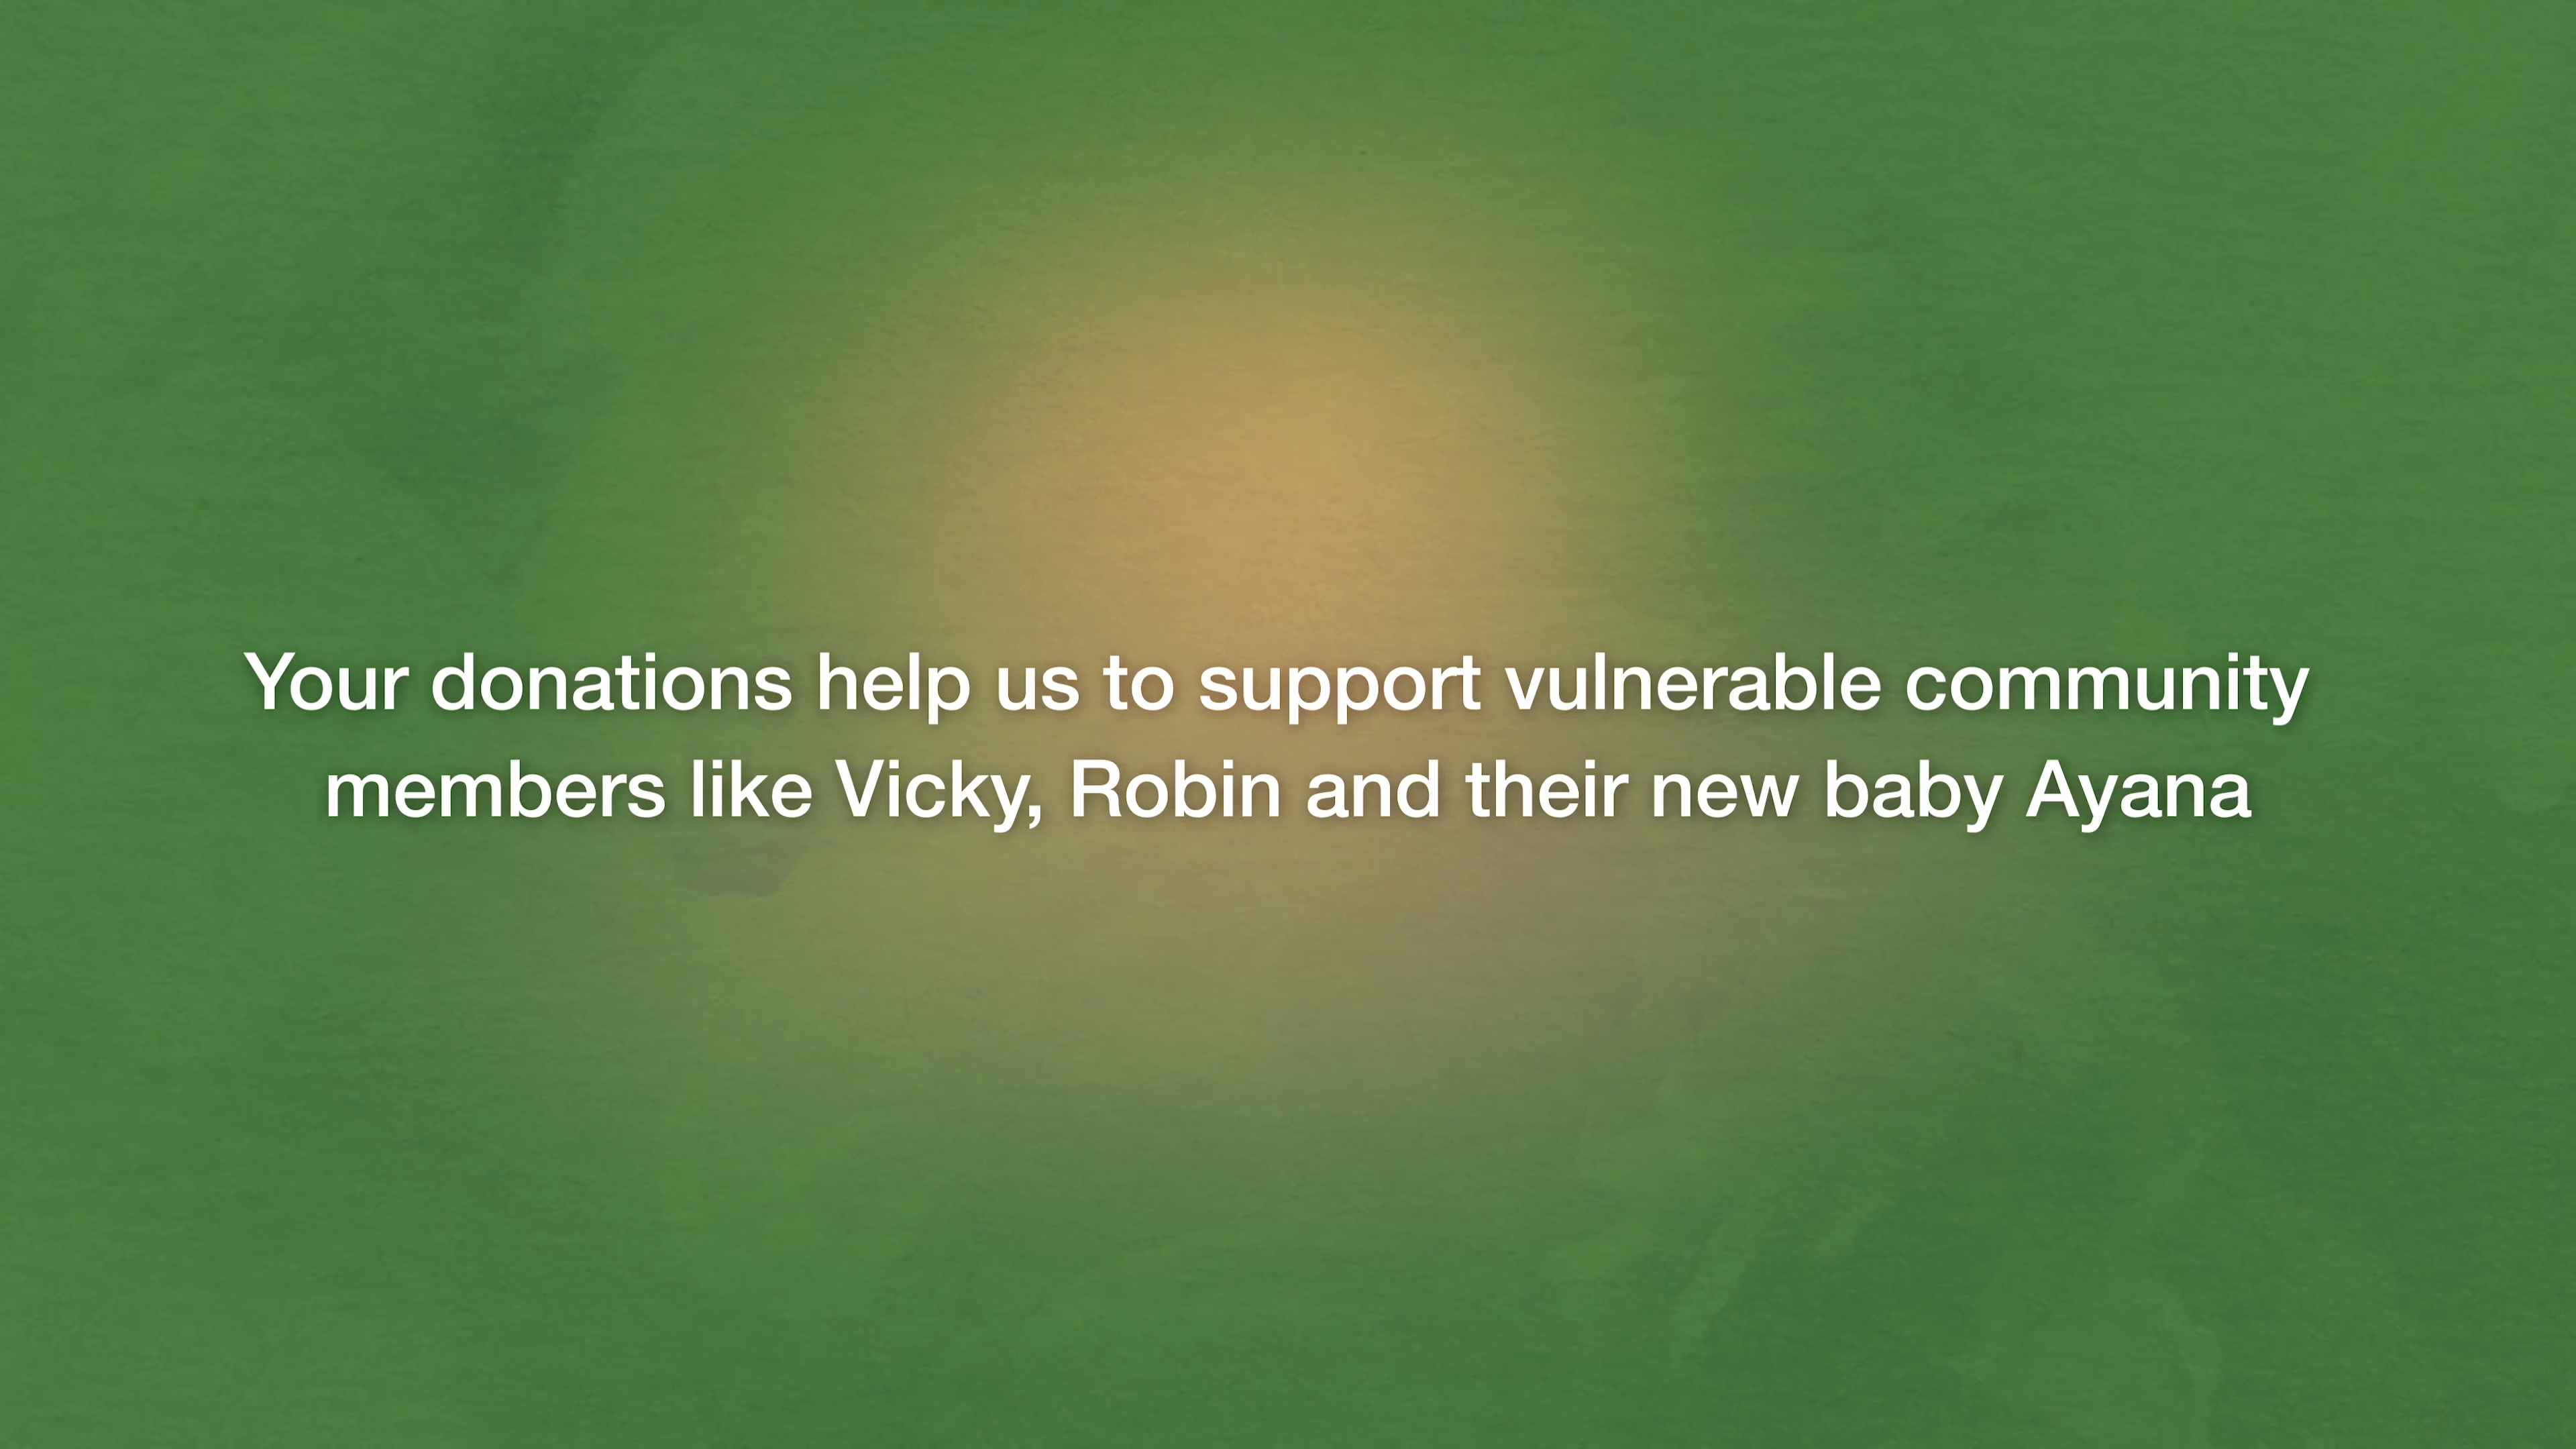 Your donations help us to support vulnerable community
members like Vicky, Robin and their new baby Ayana